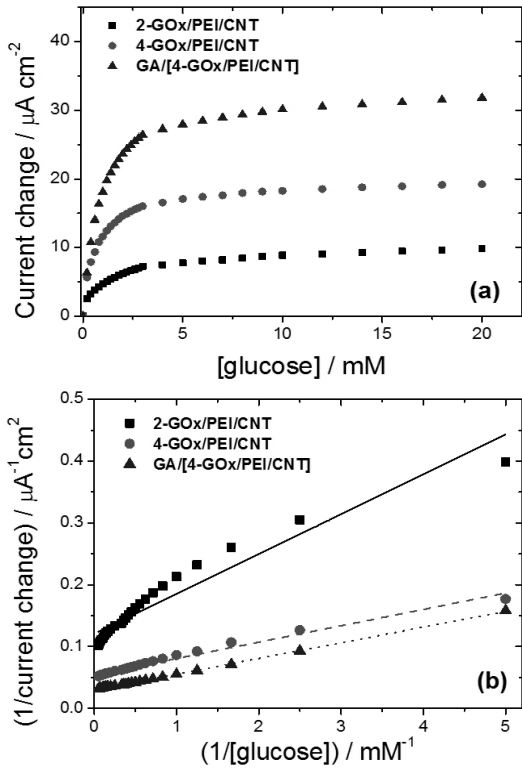 2-GOx/PEI/CNT
4-GOx/PEI/CNT
GA/[4-GOx/PEI/CNT]
Current change / μA cm-2
40
30
20
10
0
(a)
0
5
10
15
20
[glucose] / mM
2-GOx/PEI/CNT
4-GOx/PEI/CNT
GA/[4-GOx/PEI/CNT]
(1/current change) / μA-1cm2
0.5
0.4
0.3
0.2
0.1
0.0
(b)
0
1
2
3
4
5
(1/[glucose]) / mM-1